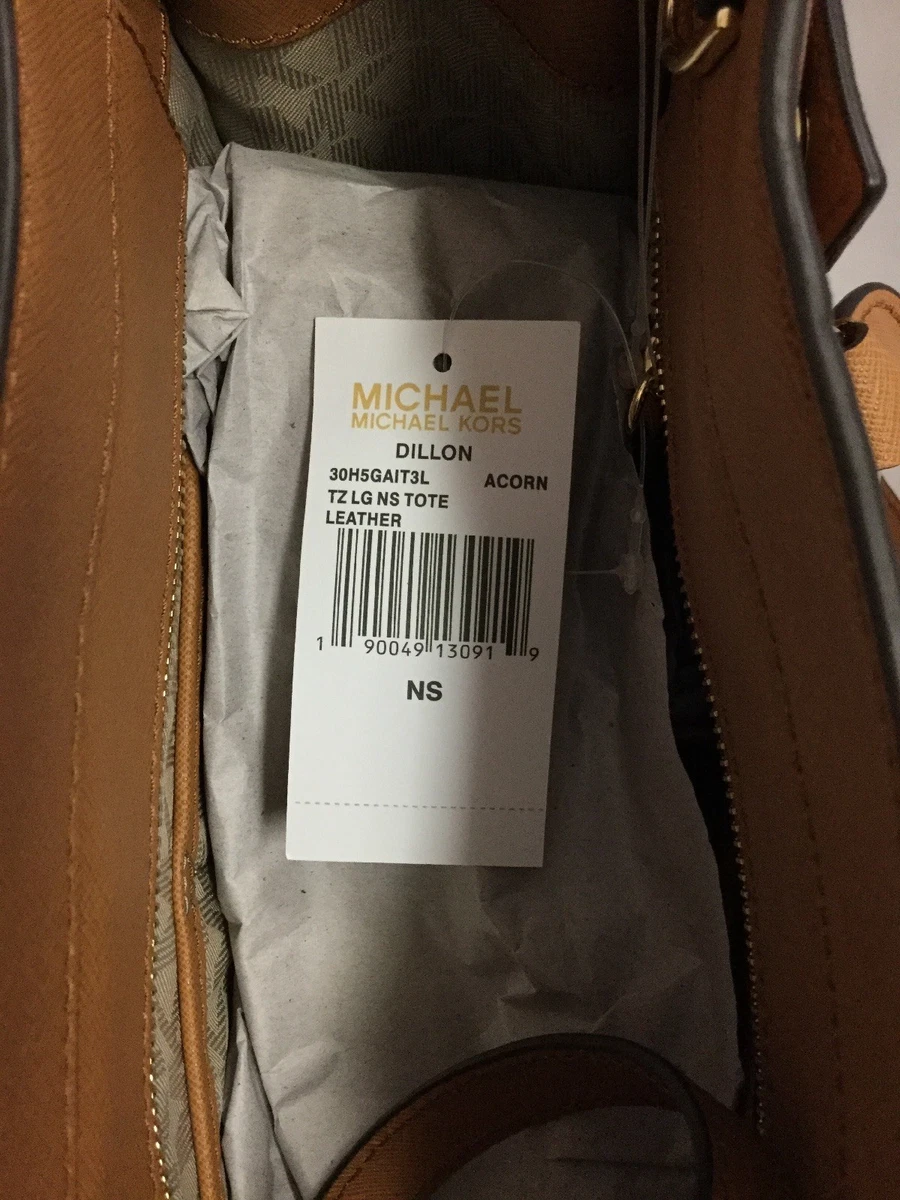 MICHAEL
MICHAEL KORS
DILLON
30H5GAIT3L ACORN
TZ LG NS TOTE
LEATHER
1 90049 13091 9
NS